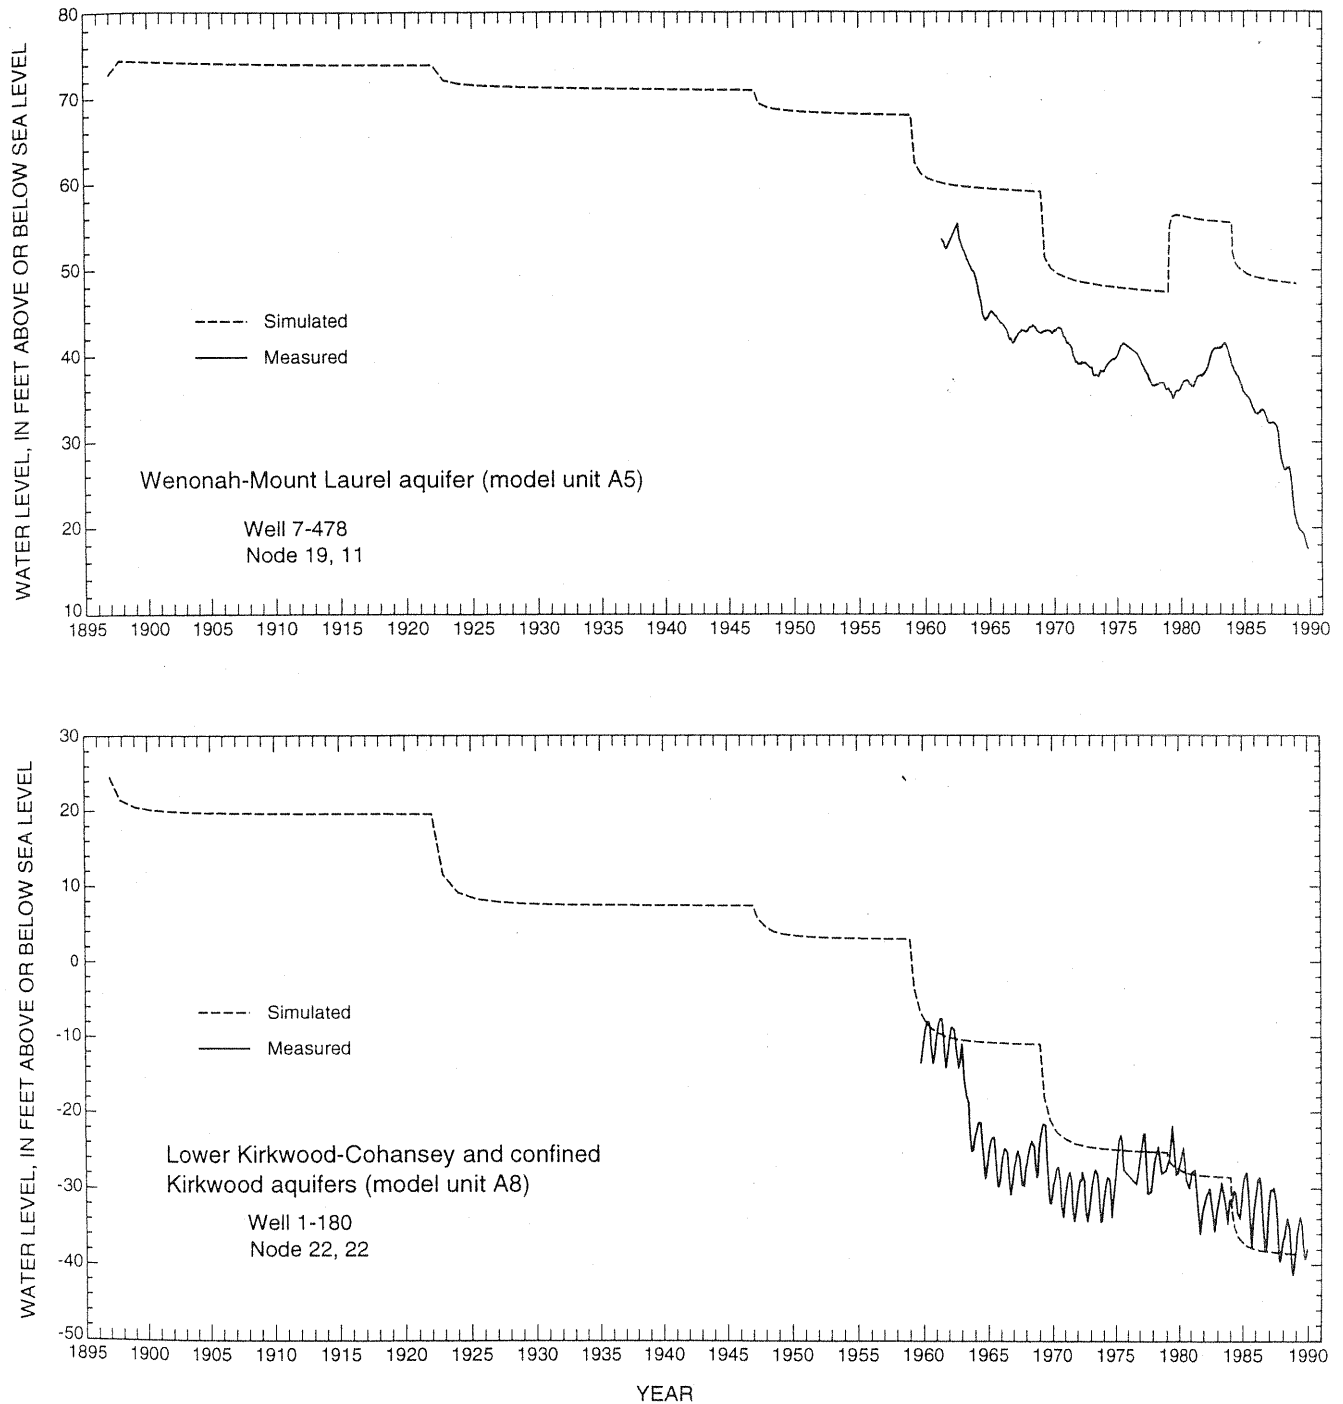 WATER LEVEL, IN FEET ABOVE OR BELOW SEA LEVEL
80
70
60
50
40
30
20
10
Simulated
Measured
Wenonah-Mount Laurel aquifer (model unit A5)
Well 7-478
Node 19, 11
1895 1900 1905 1910 1915 1920 1925 1930 1935 1940 1945 1950 1955 1960 1965 1970 1975 1980 1985 1990
WATER LEVEL, IN FEET ABOVE OR BELOW SEA LEVEL
30
20
10
0
-10
-20
-30
-40
-50
Simulated
Measured
Lower Kirkwood-Cohansey and confined
Kirkwood aquifers (model unit A8)
Well 1-180
Node 22, 22
1895 1900 1905 1910 1915 1920 1925 1930 1935 1940 1945 1950 1955 1960 1965 1970 1975 1980 1985 1990
YEAR